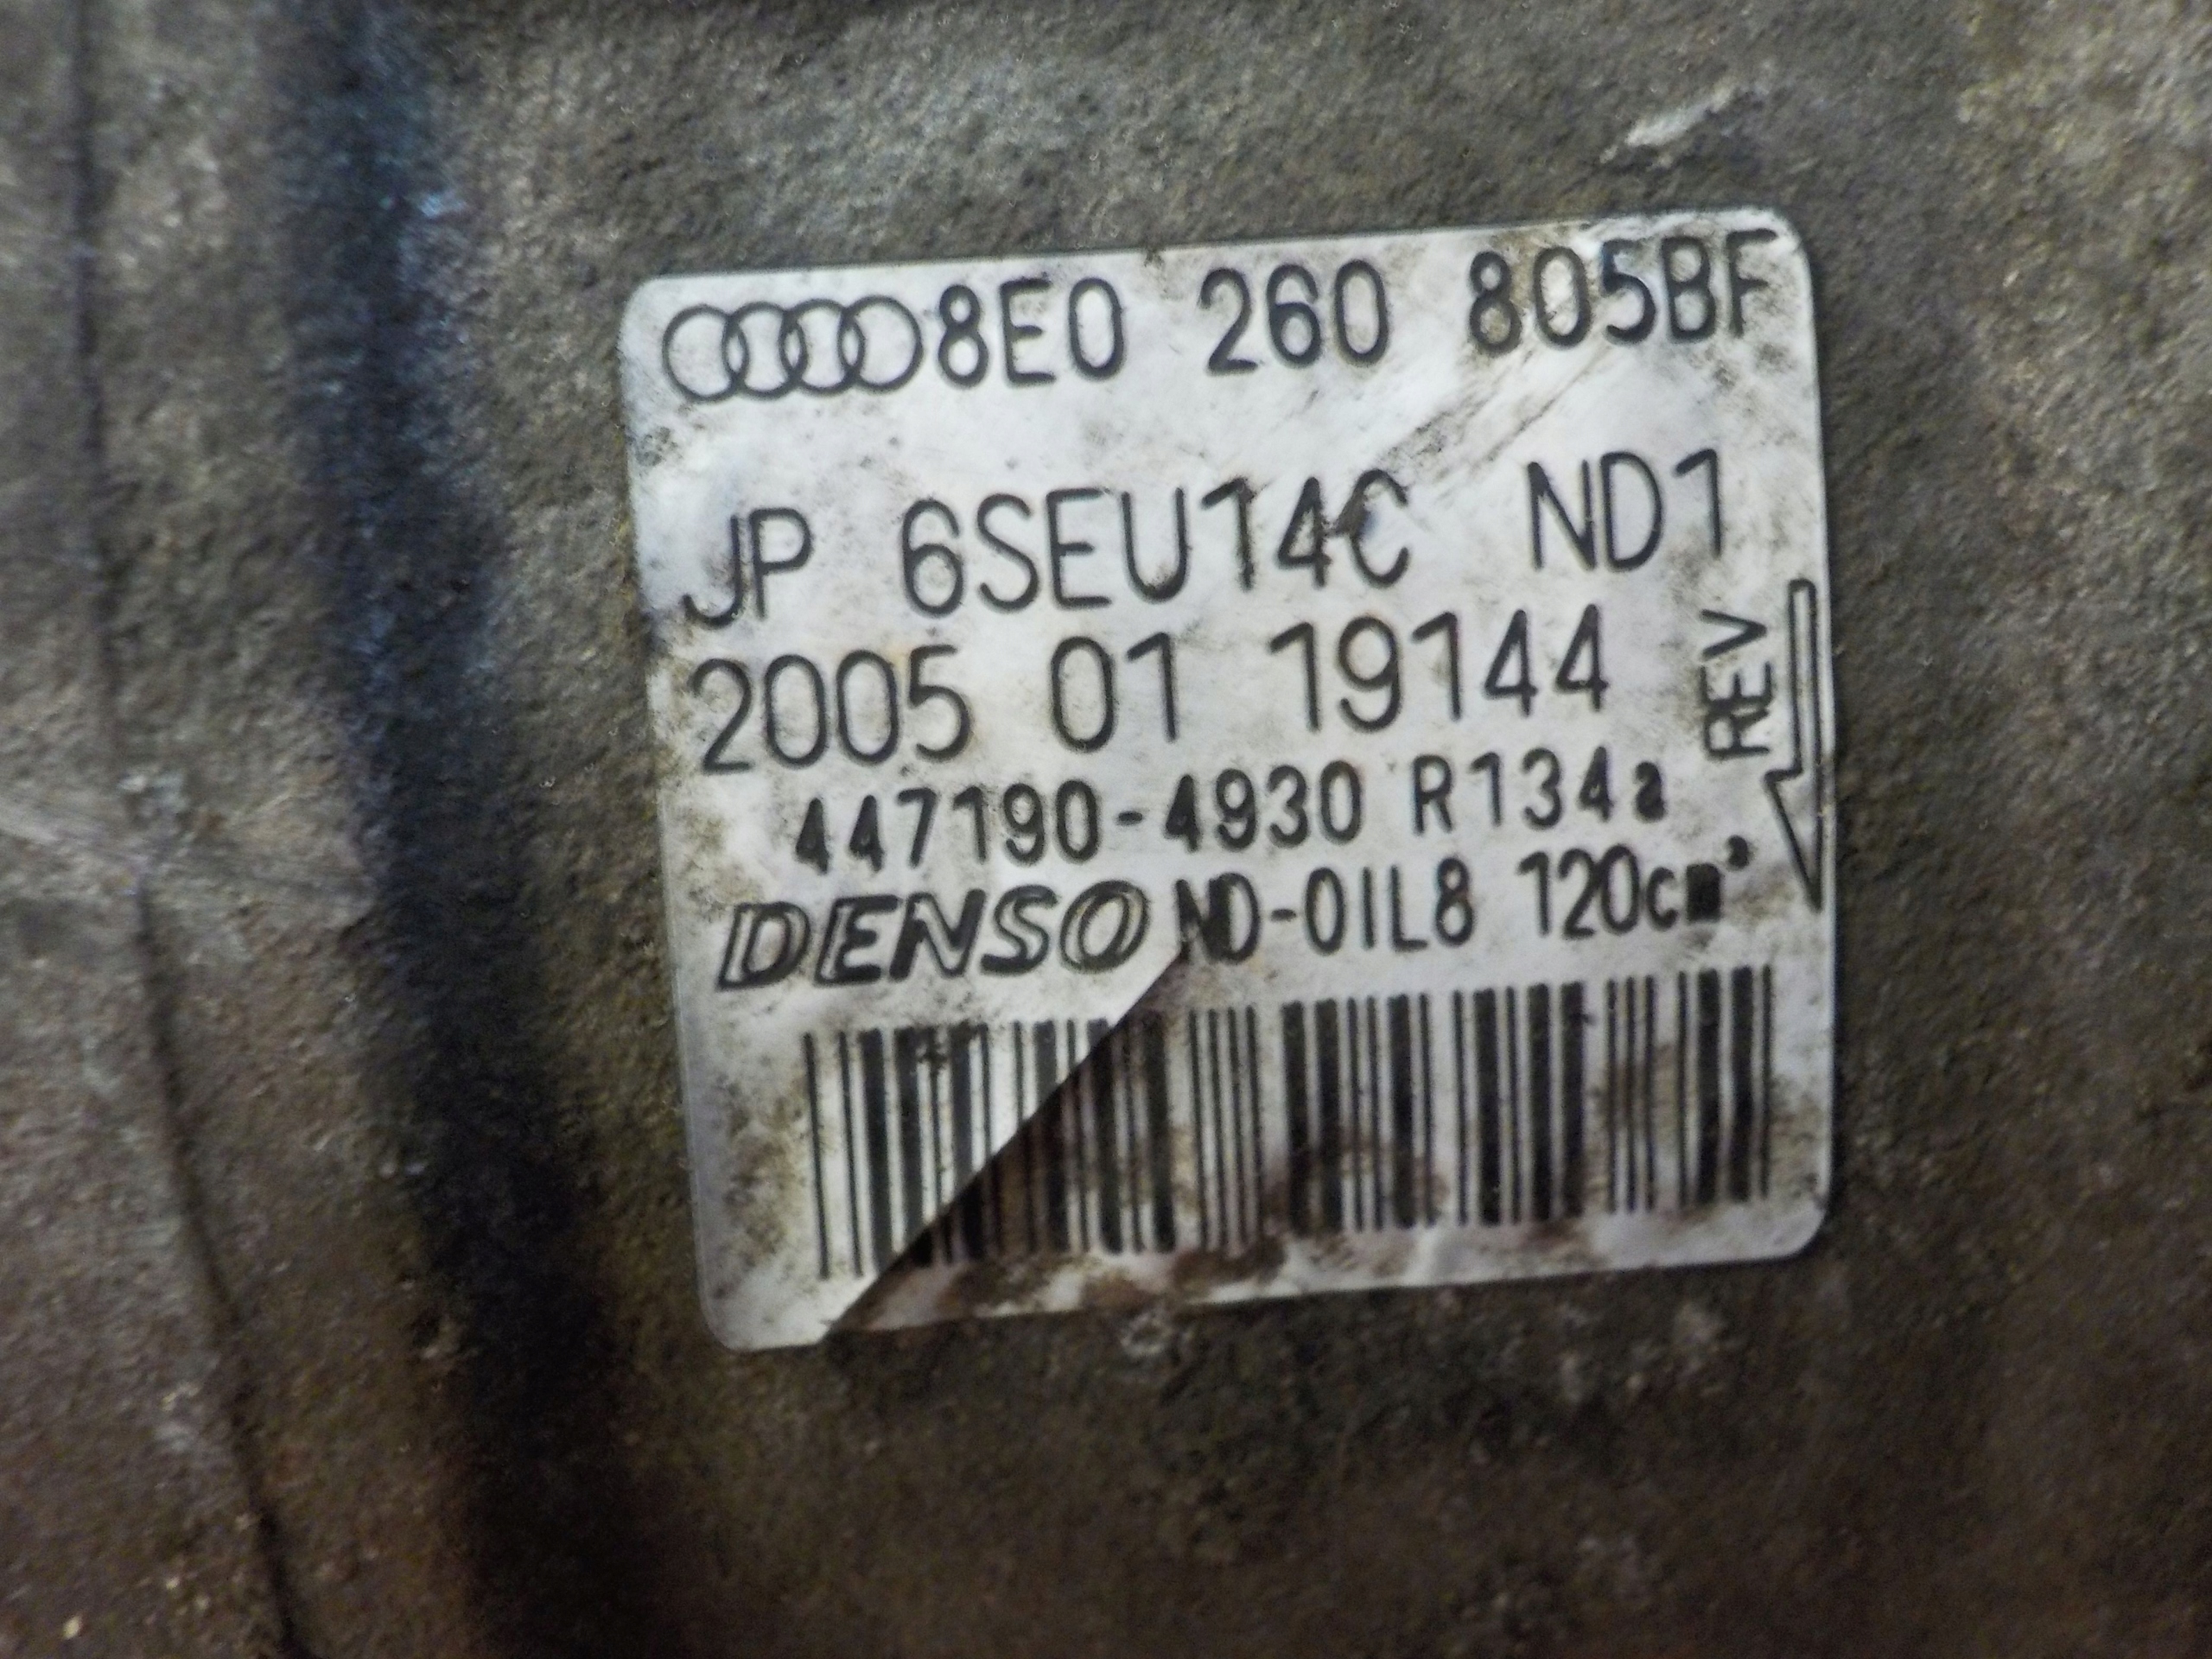 8E0 260 805BF
JP 6SEU14C ND1
2005 01 19144
REV
447190-4930 R134a
DENSO ND-OIL8 120cm³